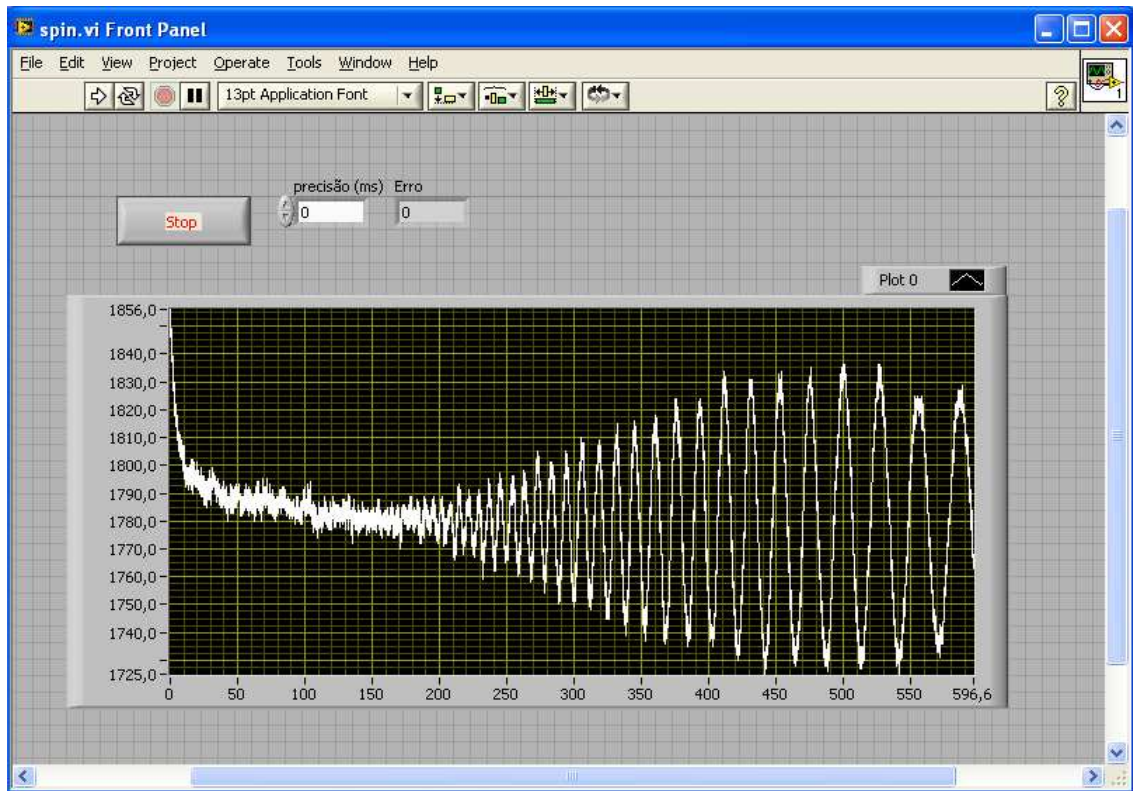 spin.vi Front Panel
File Edit View Project Operate Tools Window Help
13pt Application Font
1
precisão (ms) Erro
Stop 0 0
Plot 0
1856,0
1840,0
1830,0
1820,0
1810,0
1800,0
1790,0
1780,0
1770,0
1760,0
1750,0
1740,0
1725,0
0 50 100 150 200 250 300 350 400 450 500 550 596,6